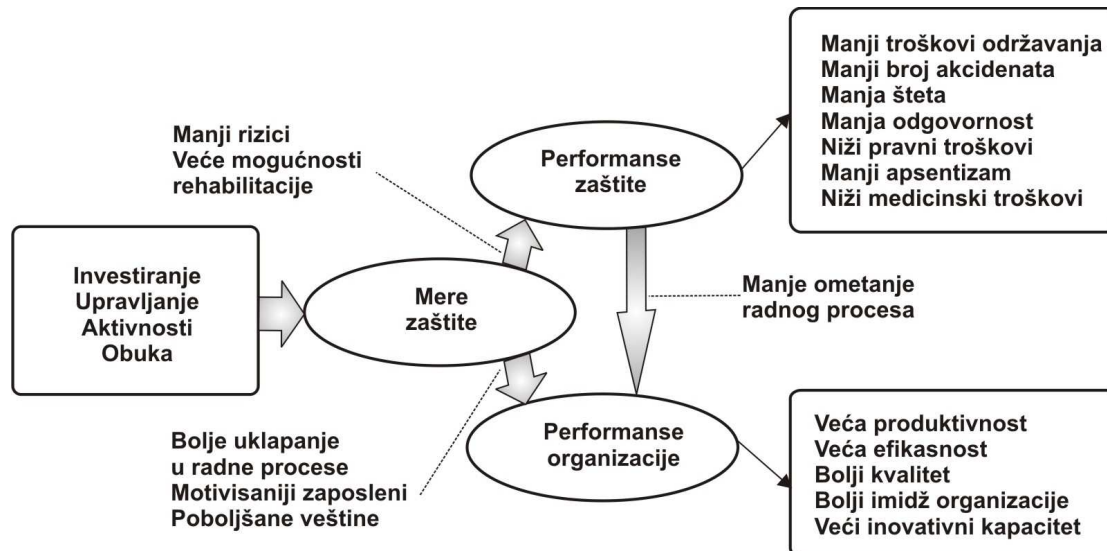 Investiranje
Upravljanje
Aktivnosti
Obuka
Mere
zaštite
Manji rizici
Veće mogućnosti
rehabilitacije
Bolje uklapanje
u radne procese
Motivisaniji zaposleni
Poboljšane veštine
Performanse
zaštite
Manje ometanje
radnog procesa
Performanse
organizacije
Manji troškovi održavanja
Manji broj akcidenata
Manja šteta
Manja odgovornost
Niži pravni troškovi
Manji apsentizam
Niži medicinski troškovi
Veća produktivnost
Veća efikasnost
Bolji kvalitet
Bolji imidž organizacije
Veći inovativni kapacitet